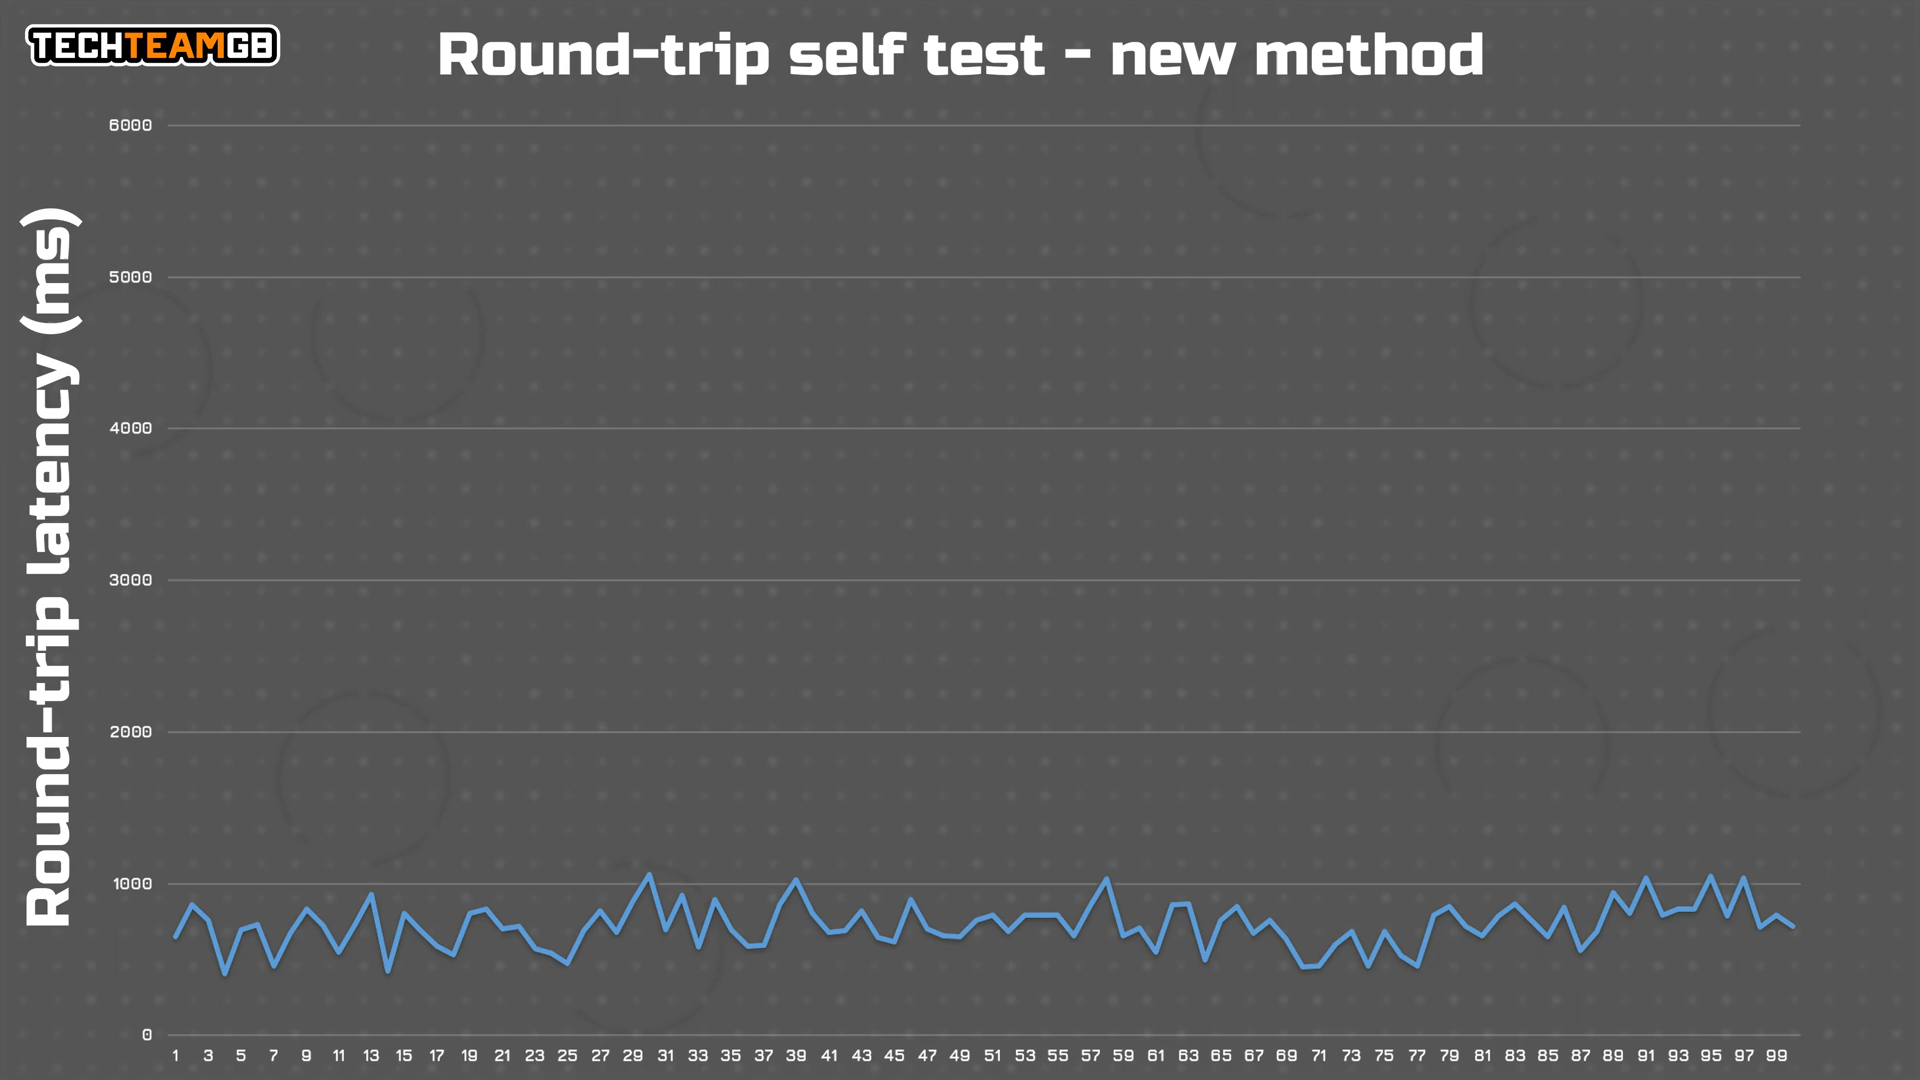 TECHTEAMGB
Round-trip self test - new method
Round-trip latency (ms)
6000
5000
4000
3000
2000
1000
0
1 3 5 7 9 11 13 15 17 19 21 23 25 27 29 31 33 35 37 39 41 43 45 47 49 51 53 55 57 59 61 63 65 67 69 71 73 75 77 79 81 83 85 87 89 91 93 95 97 99